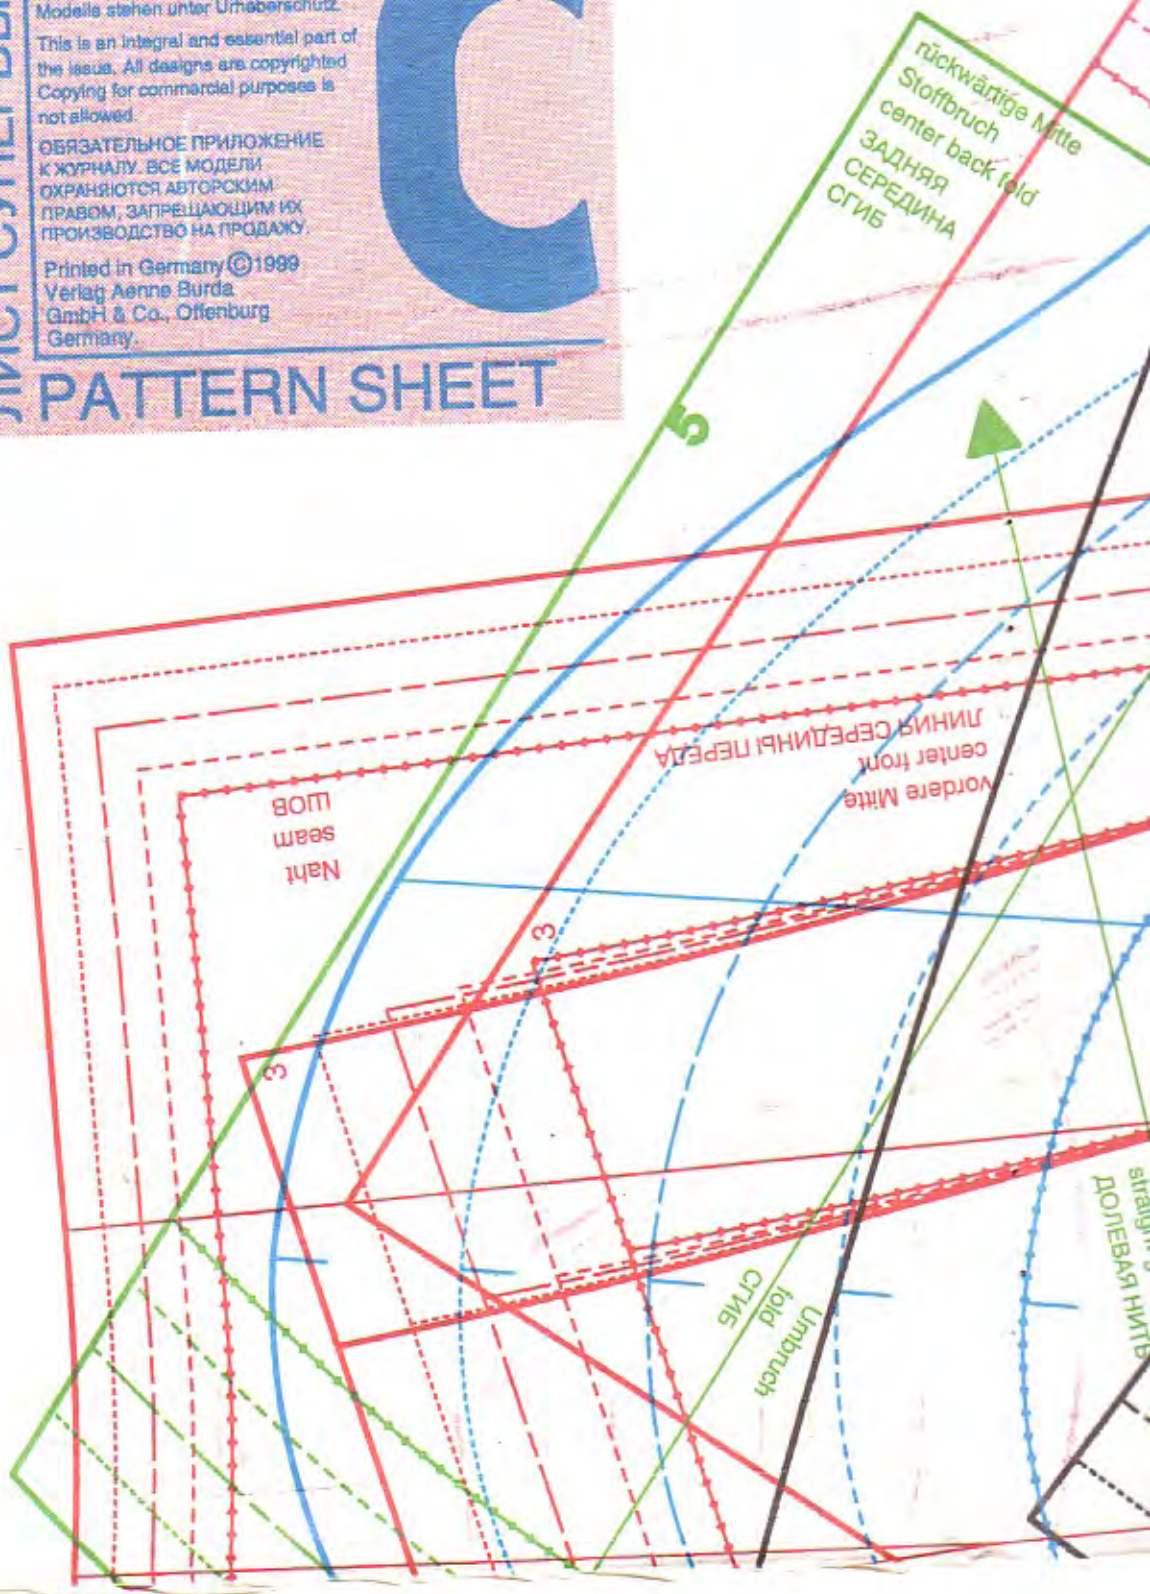 Modelle stehen unter Urheberschutz.
This is an integral and essential part of
the issue. All designs are copyrighted
Copying for commercial purposes is
not allowed.
ОБЯЗАТЕЛЬНОЕ ПРИЛОЖЕНИЕ
К ЖУРНАЛУ. ВСЕ МОДЕЛИ
ОХРАНЯЮТСЯ АВТОРСКИМ
ПРАВОМ, ЗАПРЕЩАЮЩИМ ИХ
ПРОИЗВОДСТВО НА ПРОДАЖУ.
Printed in Germany © 1999
Verlag Aenne Burda
GmbH & Co., Offenburg
Germany.
C
PATTERN SHEET
rückwärtige Mitte
Stoffbruch
center back fold
ЗАДНЯЯ
СЕРЕДИНА
СГИБ
5
vordere Mitte
center front
ЛИНИЯ СЕРЕДИНЫ ПЕРЕДА
Naht
seam
ШОВ
3
3
Umbruch
fold
СГИБ
ДОЛЕВАЯ НИТЬ